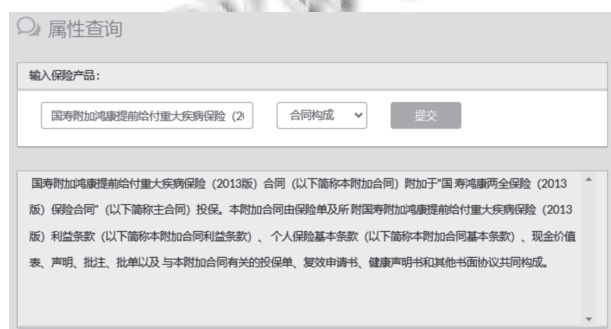 属性查询
输入保险产品：
国寿附加鸿康提前给付重大疾病保险（20
合同构成
提交
国寿附加鸿康提前给付重大疾病保险（2013版）合同（以下简称本附加合同）附加于“国寿鸿康两全保险（2013
版）保险合同”（以下简称主合同）投保。本附加合同由保险单及所附国寿附加鸿康提前给付重大疾病保险（2013
版）利益条款（以下简称本附加合同利益条款）、个人保险基本条款（以下简称本附加合同基本条款）、现金价值
表、声明、批注、批单以及与本附加合同有关的投保单、复效申请书、健康声明书和其他书面协议共同构成。